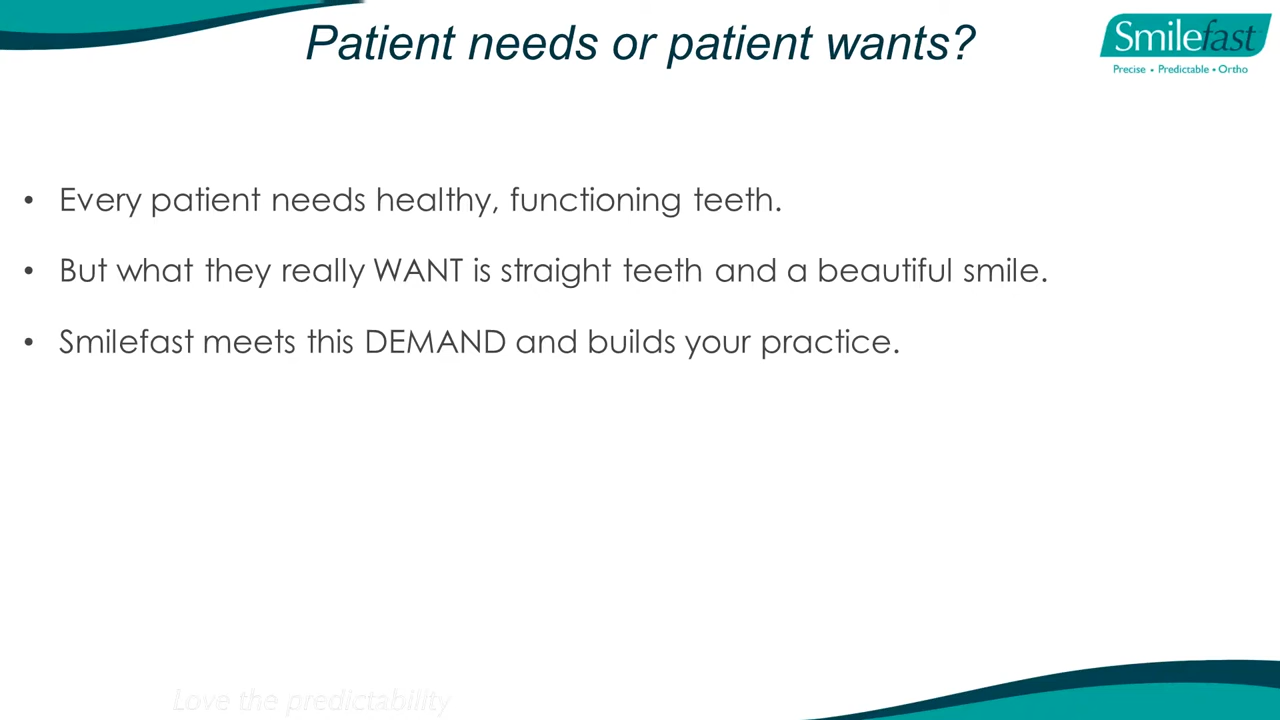 Patient needs or patient wants?
Smilefast
Precise • Predictable • Ortho
• Every patient needs healthy, functioning teeth.
• But what they really WANT is straight teeth and a beautiful smile.
• Smilefast meets this DEMAND and builds your practice.
Love the predictability